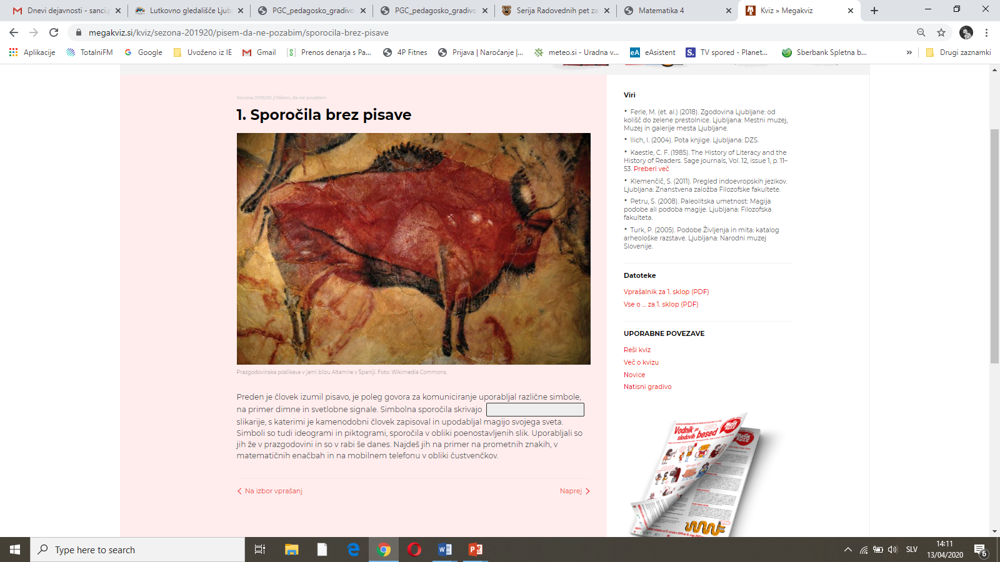 Dnevi dejavnosti - sanci.p
Lutkovno gledališče Ljubl
PGC_pedagosko_gradivo
PGC_pedagosko_gradivo
Serija Radovednih pet za
Matematika 4
Kviz » Megakviz
megakviz.si/kviz/sezona-201920/pisem-da-ne-pozabim/sporocila-brez-pisave
Aplikacije
TotalniFM
Google
Uvoženo iz IE
Gmail
Prenos denarja s Pa...
4P Fitnes
Prijava | Naročanje |...
meteo.si - Uradna v...
eAsistent
TV spored - Planet...
Sberbank Spletna b...
»
Drugi zaznamki
Sezona 2019/20 / Pišem, da ne pozabim
1. Sporočila brez pisave
Prazgodovinska poslikava v jami blizu Altamire v Španiji. Foto: Wikimedia Commons.
Preden je človek izumil pisavo, je poleg govora za komuniciranje uporabljal različne simbole,
na primer dimne in svetlobne signale. Simbolna sporočila skrivajo
slikarije, s katerimi je kamenodobni človek zapisoval in upodabljal magijo svojega sveta.
Simboli so tudi ideogrami in piktogrami, sporočila v obliki poenostavljenih slik. Uporabljali so
jih že v prazgodovini in so v rabi še danes. Najdeš jih na primer na prometnih znakih, v
matematičnih enačbah in na mobilnem telefonu v obliki čustvenčkov.
Na izbor vprašanj
Naprej
Viri
• Ferle, M. (et. al.) (2018). Zgodovina Ljubljane: od
kolišč do zelene prestolnice. Ljubljana: Mestni muzej,
Muzej in galerije mesta Ljubljane.
• Ilich, I. (2004). Pota knjige. Ljubljana: DZS.
• Kaestle, C. F. (1985). The History of Literacy and the
History of Readers. Sage journals, Vol. 12, issue 1, p. 11–
53. Preberi več
• Klemenčič, S. (2011). Pregled indoevropskih jezikov.
Ljubljana: Znanstvena založba Filozofske fakultete.
• Petru, S. (2008). Paleolitska umetnost: Magija
podobe ali podoba magije. Ljubljana: Filozofska
fakulteta.
• Turk, P. (2005). Podobe Življenja in mita: katalog
arheološke razstave. Ljubljana: Narodni muzej
Slovenije.
Datoteke
Vprašalnik za 1. sklop (PDF)
Vse o ... za 1. sklop (PDF)
UPORABNE POVEZAVE
Reši kviz
Več o kvizu
Novice
Natisni gradivo
Vodnik po
sledovih besed
Type here to search
SLV
14:11
13/04/2020
6